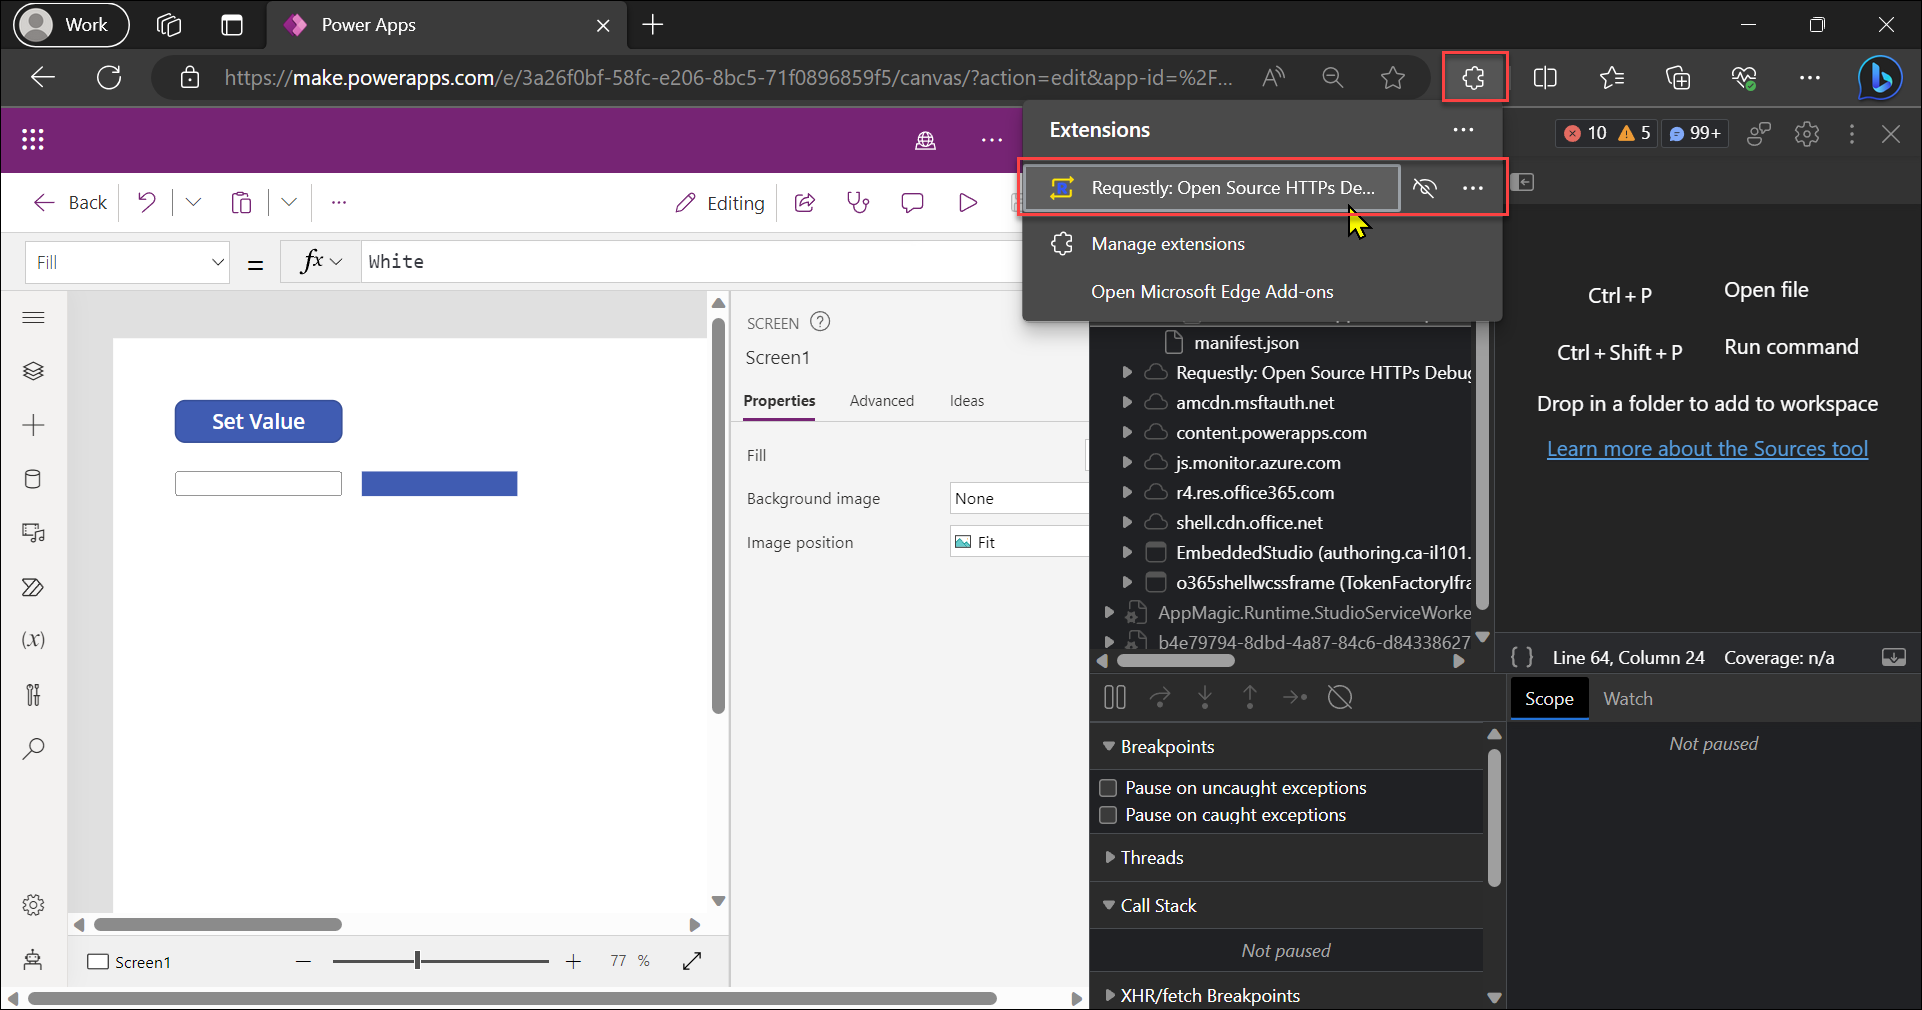 Work
Power Apps
https://make.powerapps.com/e/3a26f0bf-58fc-e206-8bc5-71f0896859f5/canvas/?action=edit&app-id=%2F...
Extensions
10
5
99+
Requestly: Open Source HTTPs De...
Manage extensions
Open Microsoft Edge Add-ons
Back
Editing
Fill
=
fx
White
SCREEN
Screen1
Properties
Advanced
Ideas
Fill
Background image
None
Image position
Fit
Set Value
Screen1
77 %
manifest.json
Requestly: Open Source HTTPs Debug
amcdn.msftauth.net
content.powerapps.com
js.monitor.azure.com
r4.res.office365.com
shell.cdn.office.net
EmbeddedStudio (authoring.ca-il101.
o365shellwcssframe (TokenFactoryIfra
AppMagic.Runtime.StudioServiceWorke
b4e79794-8dbd-4a87-84c6-d84338627
Ctrl + P
Open file
Ctrl + Shift + P
Run command
Drop in a folder to add to workspace
Learn more about the Sources tool
{ } Line 64, Column 24
Coverage: n/a
Scope
Watch
Not paused
Breakpoints
Pause on uncaught exceptions
Pause on caught exceptions
Threads
Call Stack
Not paused
XHR/fetch Breakpoints
(x)